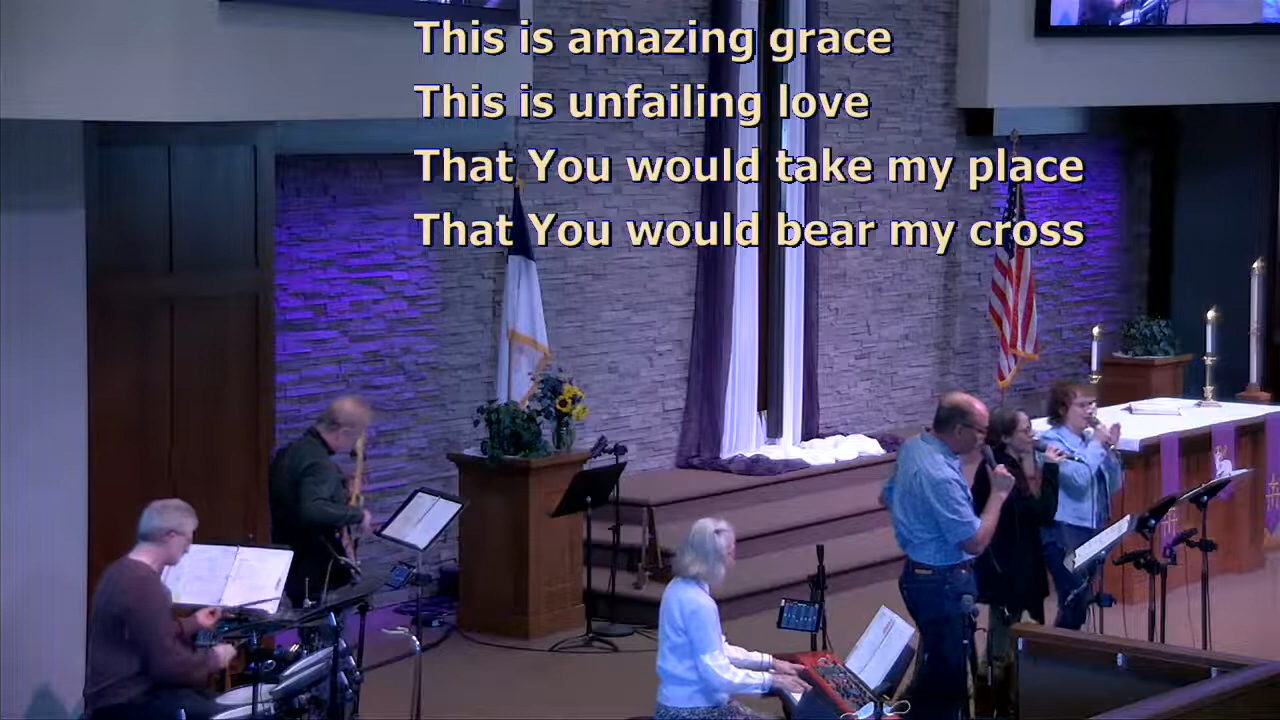 This is amazing grace
This is unfailing love
That You would take my place
That You would bear my cross